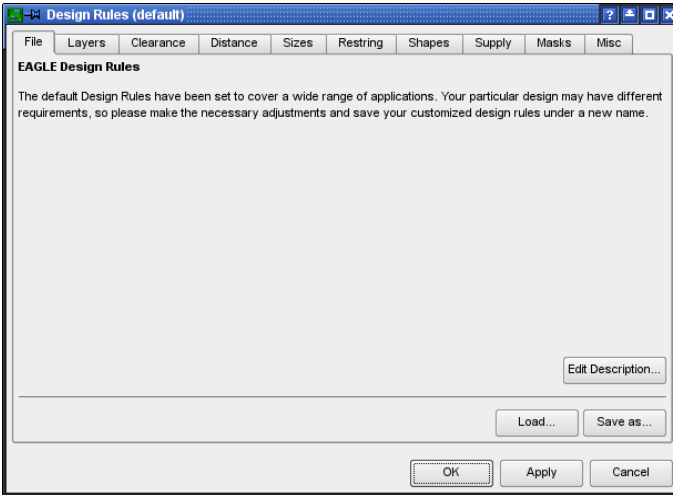 Design Rules (default)
File Layers Clearance Distance Sizes Restring Shapes Supply Masks Misc
EAGLE Design Rules
The default Design Rules have been set to cover a wide range of applications. Your particular design may have different
requirements, so please make the necessary adjustments and save your customized design rules under a new name.
Edit Description...
Load... Save as...
OK Apply Cancel